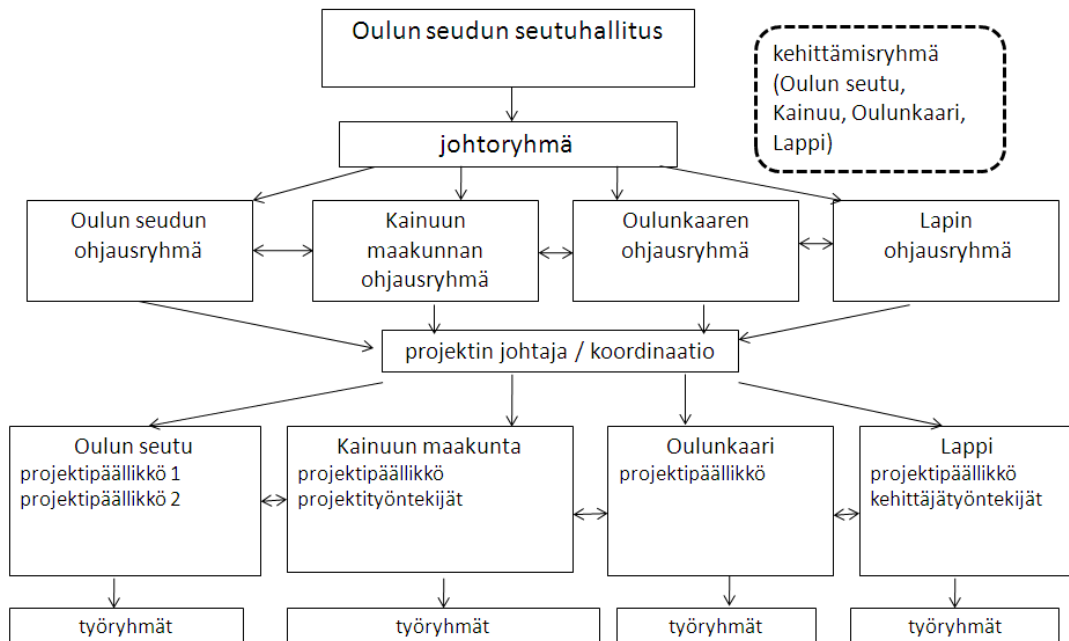 Oulun seudun seutuhallitus
kehittämisryhmä
(Oulun seutu,
Kainuu, Oulunkaari,
Lappi)
johtoryhmä
Oulun seudun
ohjausryhmä
Kainuun
maakunnan
ohjausryhmä
Oulunkaaren
ohjausryhmä
Lapin
ohjausryhmä
projektin johtaja / koordinaatio
Oulun seutu
projektipäällikkö 1
projektipäällikkö 2
Kainuun maakunta
projektipäällikkö
projektityöntekijät
Oulunkaari
projektipäällikkö
Lappi
projektipäällikkö
kehittäjätyöntekijät
työryhmät
työryhmät
työryhmät
työryhmät